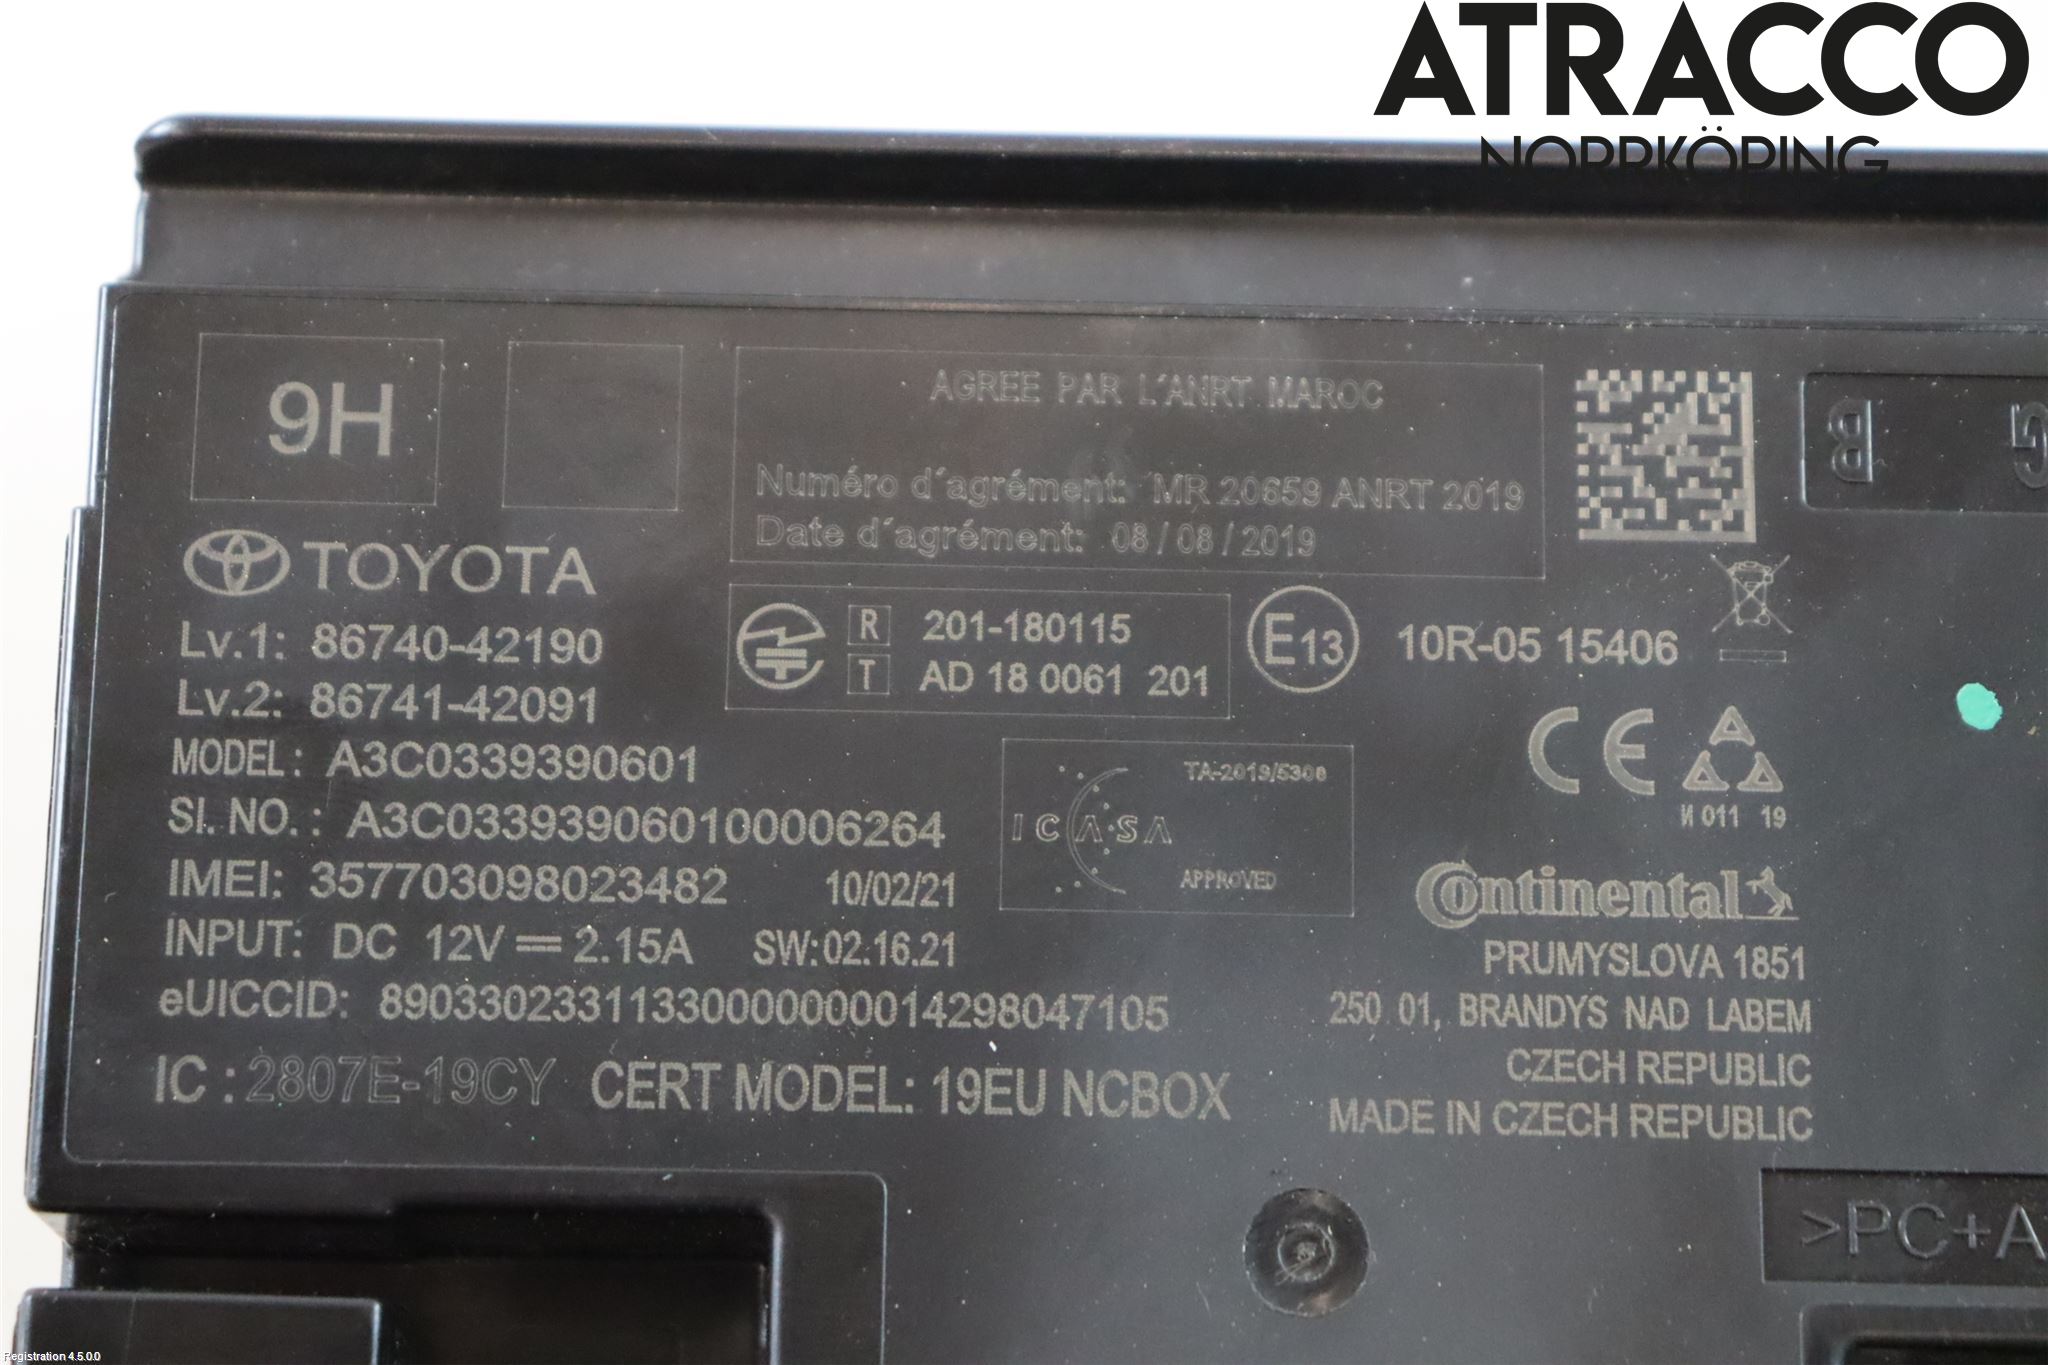 ATRACCO
NORRKÖPING
9H
AGREE PAR L´ANRT MAROC
Numéro d´agrément: MR 20659 ANRT 2019
Date d´agrément: 08 / 08 / 2019
B G
TOYOTA
Lv.1: 86740-42190
Lv.2: 86741-42091
R 201-180115
T AD 18 0061 201
E13 10R-05 15406
MODEL: A3C0339390601
SI. NO.: A3C033939060100006264
IMEI: 357703098023482 10/02/21
INPUT: DC 12V 2.15A SW:02.16.21
eUICCID: 89033023311330000000014298047105
IC : 2807E-19CY CERT MODEL: 19EU NCBOX
TA-2019/5306
ICASA
APPROVED
CE
И 011 19
Continental
PRUMYSLOVA 1851
250 01, BRANDYS NAD LABEM
CZECH REPUBLIC
MADE IN CZECH REPUBLIC
>PC+A
Registration 4.5.0.0